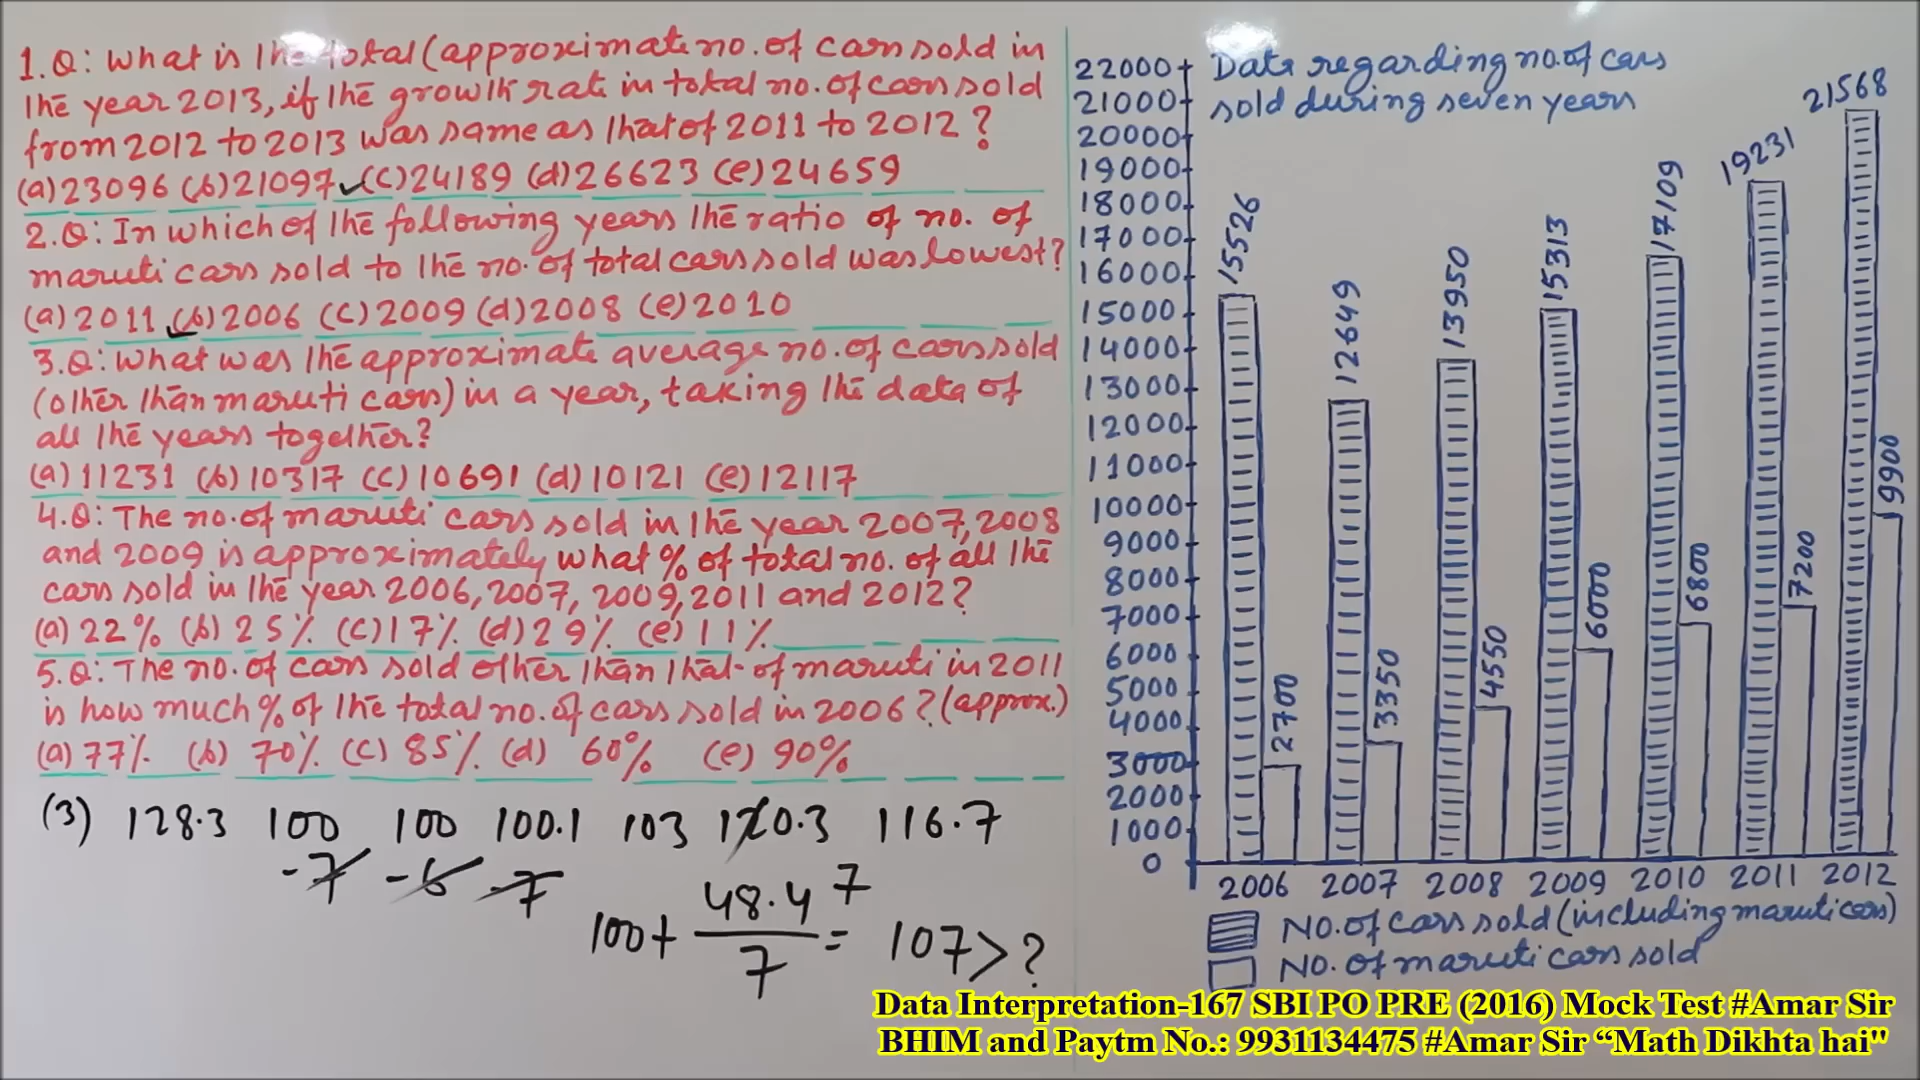 1.Q: What is the total (approximate no. of cars sold in
the year 2013, if the growth rate in total no. of cars sold
from 2012 to 2013 was same as that of 2011 to 2012?
(a) 23096 (b) 21097 ✓(c) 24189 (d) 26623 (e) 24659
2.Q: In which of the following years the ratio of no. of
maruti cars sold to the no. of total cars sold was lowest?
(a) 2011 ✓(b) 2006 (c) 2009 (d) 2008 (e) 2010
3.Q: What was the approximate average no. of cars sold
(other than maruti cars) in a year, taking the data of
all the years together?
(a) 11231 (b) 10317 (c) 10691 (d) 10121 (e) 12117
4.Q: The no. of maruti cars sold in the year 2007, 2008
and 2009 is approximately what % of total no. of all the
cars sold in the year 2006, 2007, 2009, 2011 and 2012?
(a) 22% (b) 25% (c) 17% (d) 29% (e) 11%
5.Q: The no. of cars sold other than that of maruti in 2011
is how much % of the total no. of cars sold in 2006? (approx.)
(a) 77% (b) 70% (c) 85% (d) 60% (e) 90%
(3) 128.3 100 100 100.1 103 120.3 116.7
-7 -6 -7
48.4 7
100+ = 107>?
7
Data regarding no. of cars
sold during seven years
22000
21000
20000
19000
18000
17000
16000
15000
14000
13000
12000
11000
10000
9000
8000
7000
6000
5000
4000
3000
2000
1000
0
15526 2700
12649 3350
13950 4550
15313 6000
17109 6800
19231 7200
21568 9900
2006 2007 2008 2009 2010 2011 2012
NO. of cars sold (including maruti cars)
NO. of maruti cars sold
Data Interpretation-167 SBI PO PRE (2016) Mock Test #Amar Sir
BHIM and Paytm No.: 9931134475 #Amar Sir “Math Dikhta hai"